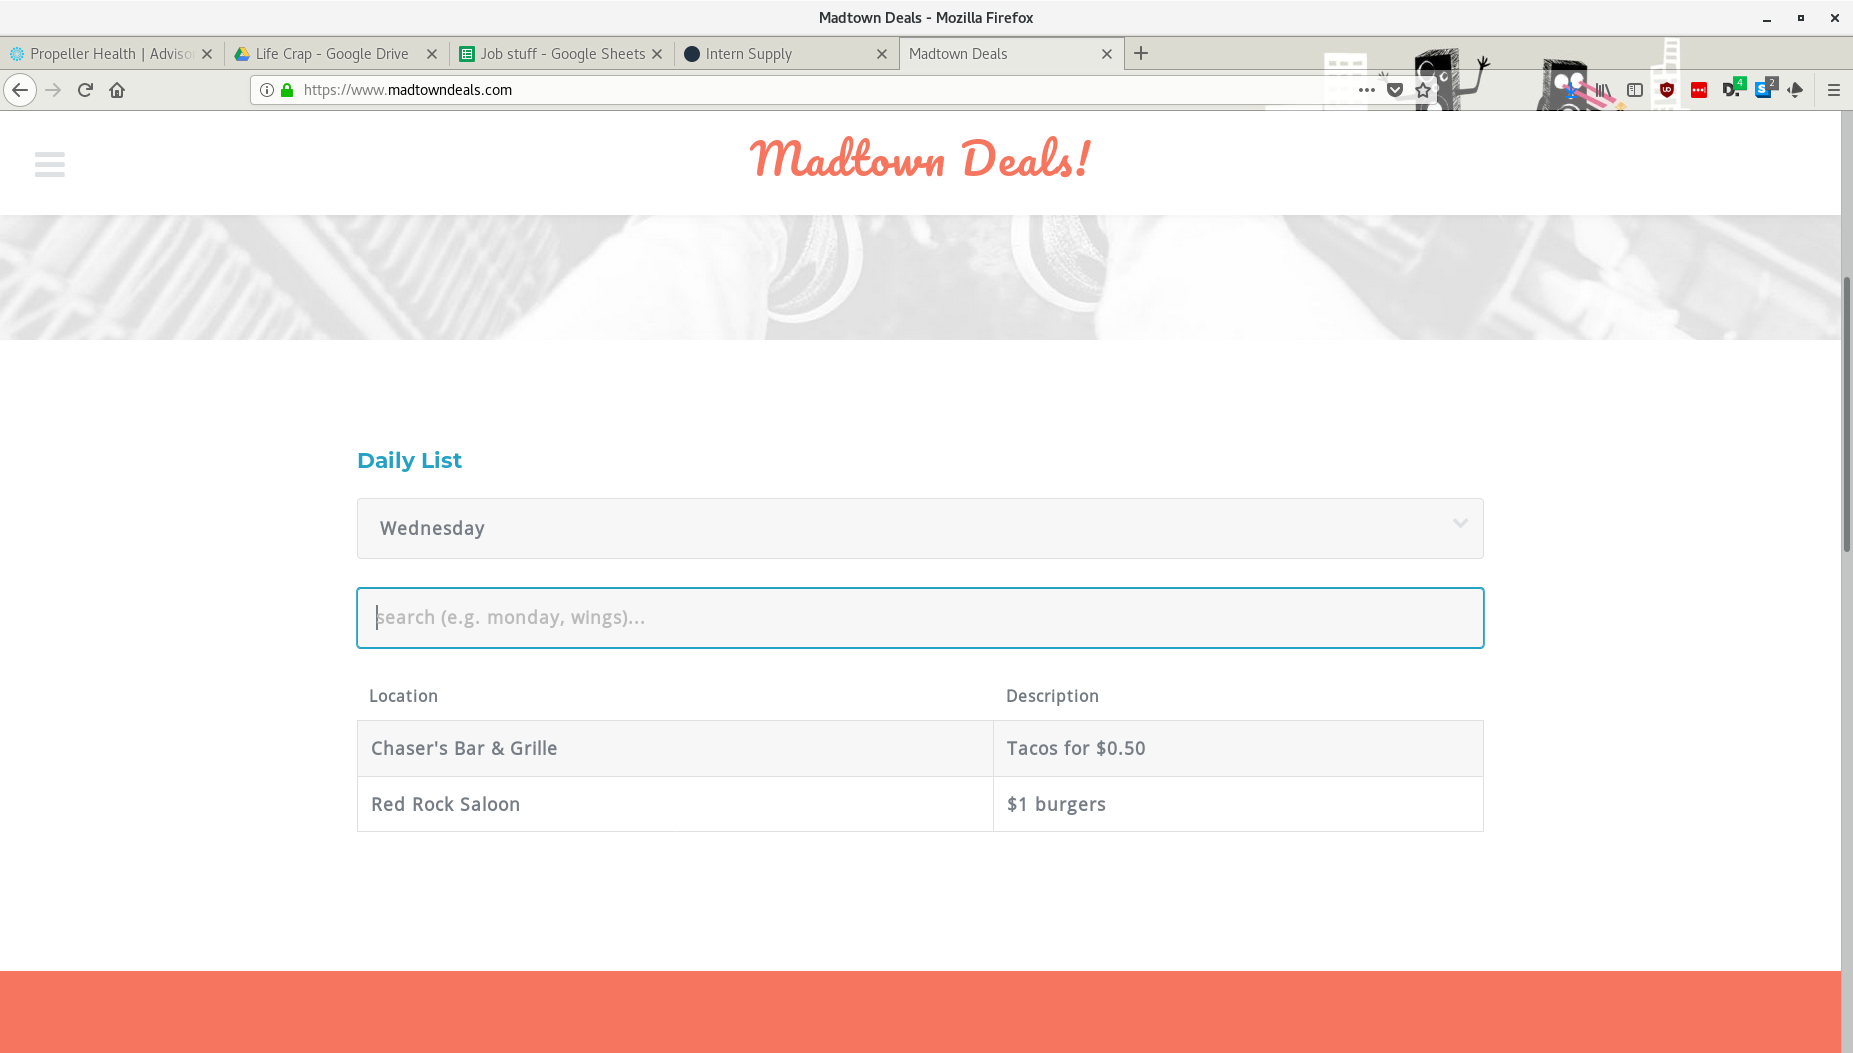 Madtown Deals - Mozilla Firefox
Propeller Health | Adviso
Life Crap - Google Drive
Job stuff - Google Sheets
Intern Supply
Madtown Deals
https://www.madtowndeals.com
4
2
Madtown Deals!
Daily List
Wednesday
search (e.g. monday, wings)...
Location Description
Chaser's Bar & Grille Tacos for $0.50
Red Rock Saloon $1 burgers